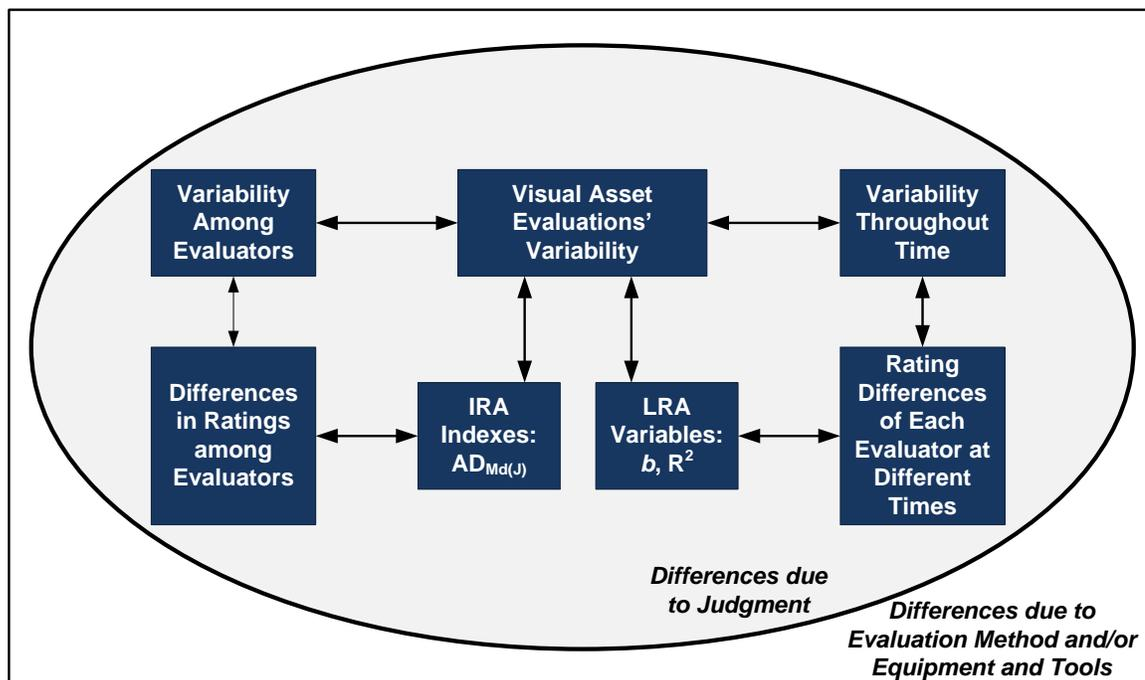 Variability
Among
Evaluators
Visual Asset
Evaluations’
Variability
Variability
Throughout
Time
Differences
in Ratings
among
Evaluators
IRA
Indexes:
AD_Md(J)
LRA
Variables:
b, R²
Rating
Differences
of Each
Evaluator at
Different
Times
Differences due
to Judgment
Differences due to
Evaluation Method and/or
Equipment and Tools